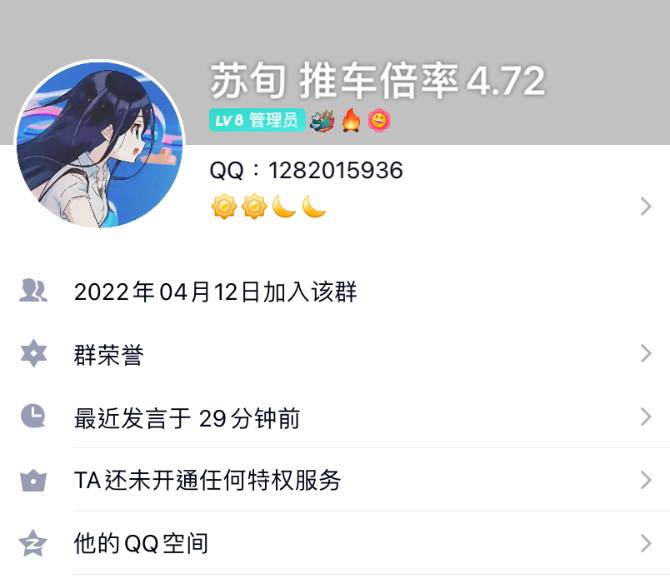 苏旬 推车倍率4.72
LV8 管理员
QQ：1282015936
2022年04月12日加入该群
群荣誉
最近发言于 29分钟前
TA还未开通任何特权服务
他的QQ空间